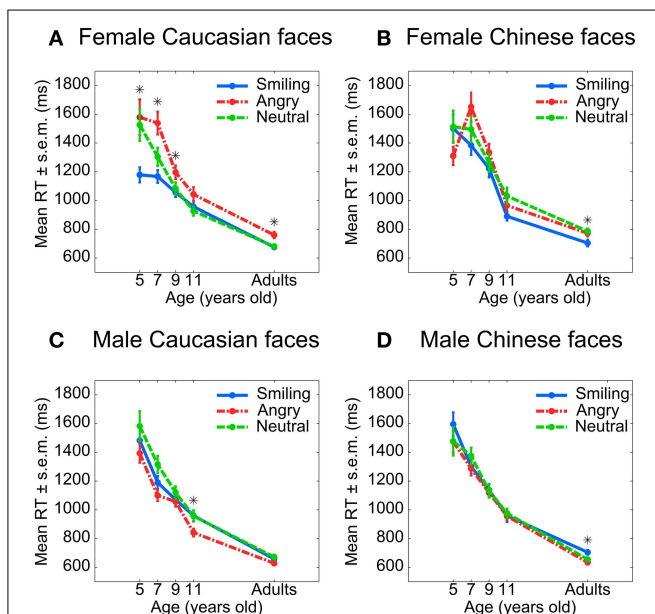 A Female Caucasian faces
1800
1600
1400
1200
1000
800
600
Mean RT ± s.e.m. (ms)
Smiling
Angry
Neutral
*
*
*
*
5 7 9 11 Adults
Age (years old)
B Female Chinese faces
1800
1600
1400
1200
1000
800
600
Mean RT ± s.e.m. (ms)
Smiling
Angry
Neutral
*
5 7 9 11 Adults
Age (years old)
C Male Caucasian faces
1800
1600
1400
1200
1000
800
600
Mean RT ± s.e.m. (ms)
Smiling
Angry
Neutral
*
5 7 9 11 Adults
Age (years old)
D Male Chinese faces
1800
1600
1400
1200
1000
800
600
Mean RT ± s.e.m. (ms)
Smiling
Angry
Neutral
*
5 7 9 11 Adults
Age (years old)